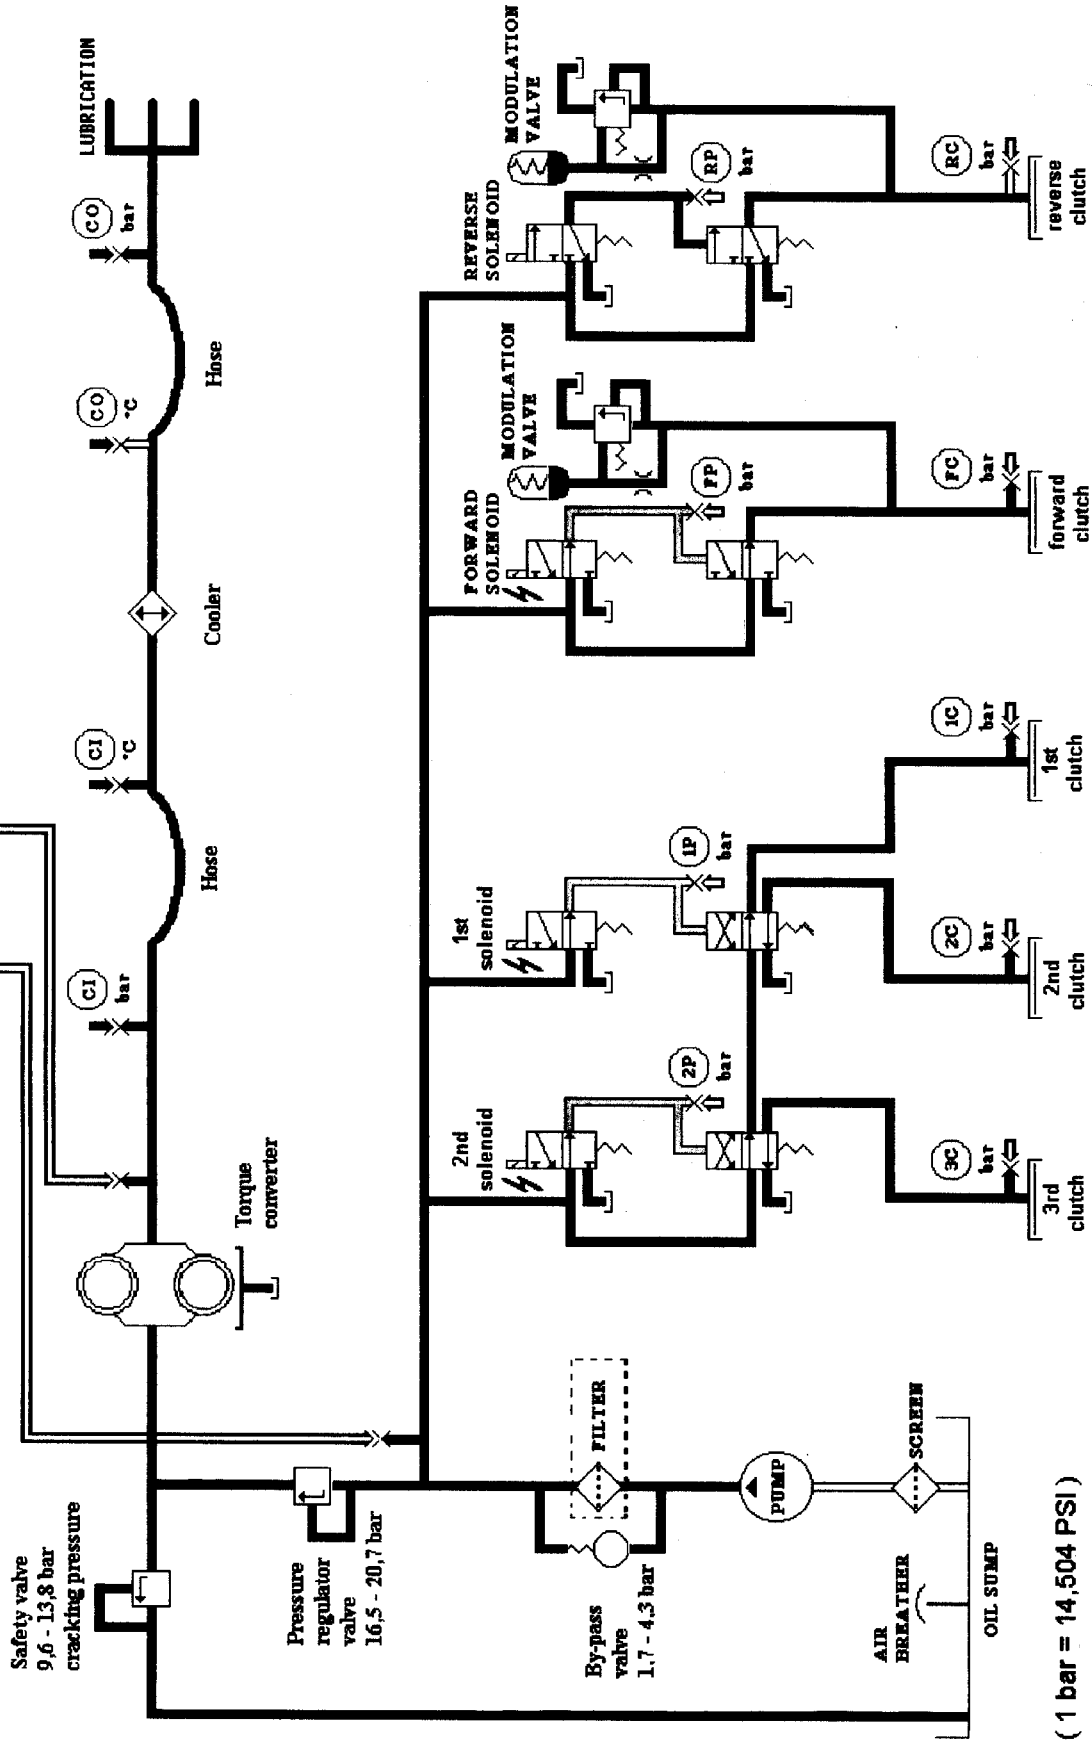 Safety valve
9,6 - 13,8 bar
cracking pressure
Pressure
regulator
valve
16,5 - 20,7 bar
By-pass
valve
1,7 - 4.3 bar
FILTER
PUMP
SCREEN
AIR
BREATHER
OIL SUMP
( 1 bar = 14,504 PSI )
Torque
converter
CI
bar
Hose
CI
°C
Cooler
CO
°C
Hose
CO
bar
LUBRICATION
2nd
solenoid
2P
bar
3C
bar
3rd
clutch
1st
solenoid
1P
bar
2C
bar
2nd
clutch
1C
bar
1st
clutch
FORWARD
SOLENOID
MODULATION
VALVE
FP
bar
FC
bar
forward
clutch
REVERSE
SOLENOID
MODULATION
VALVE
RP
bar
RC
bar
reverse
clutch